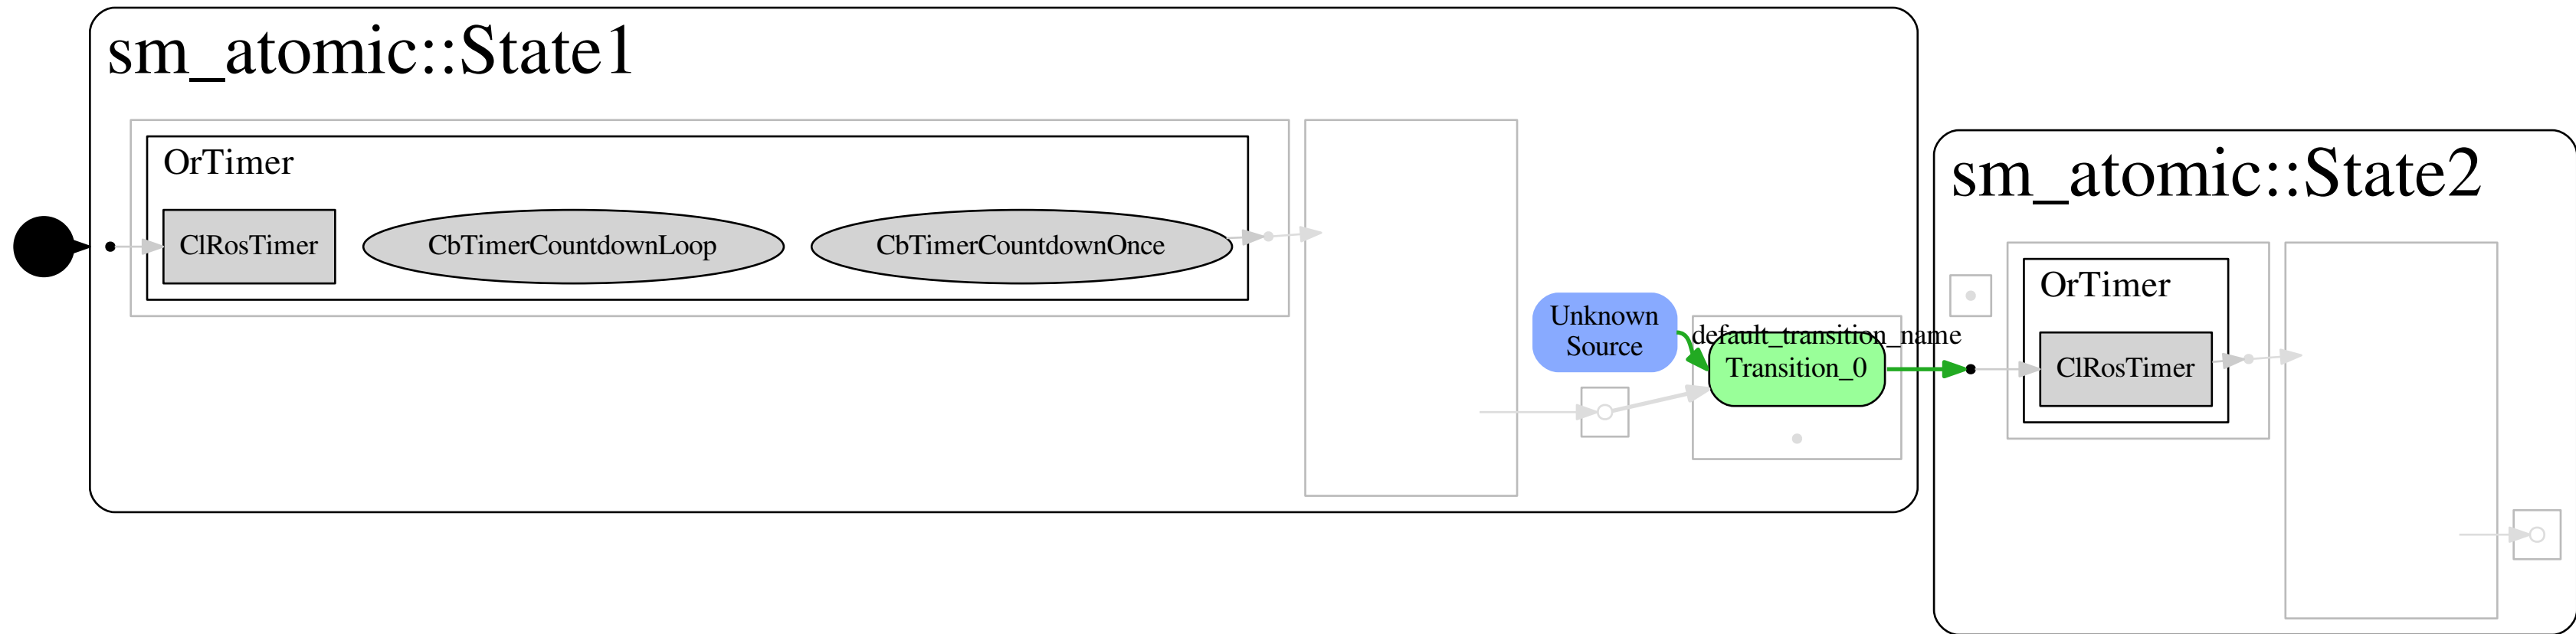 sm_atomic::State1
OrTimer
ClRosTimer
CbTimerCountdownLoop
CbTimerCountdownOnce
Unknown
Source
default_transition_name
Transition_0
sm_atomic::State2
OrTimer
ClRosTimer